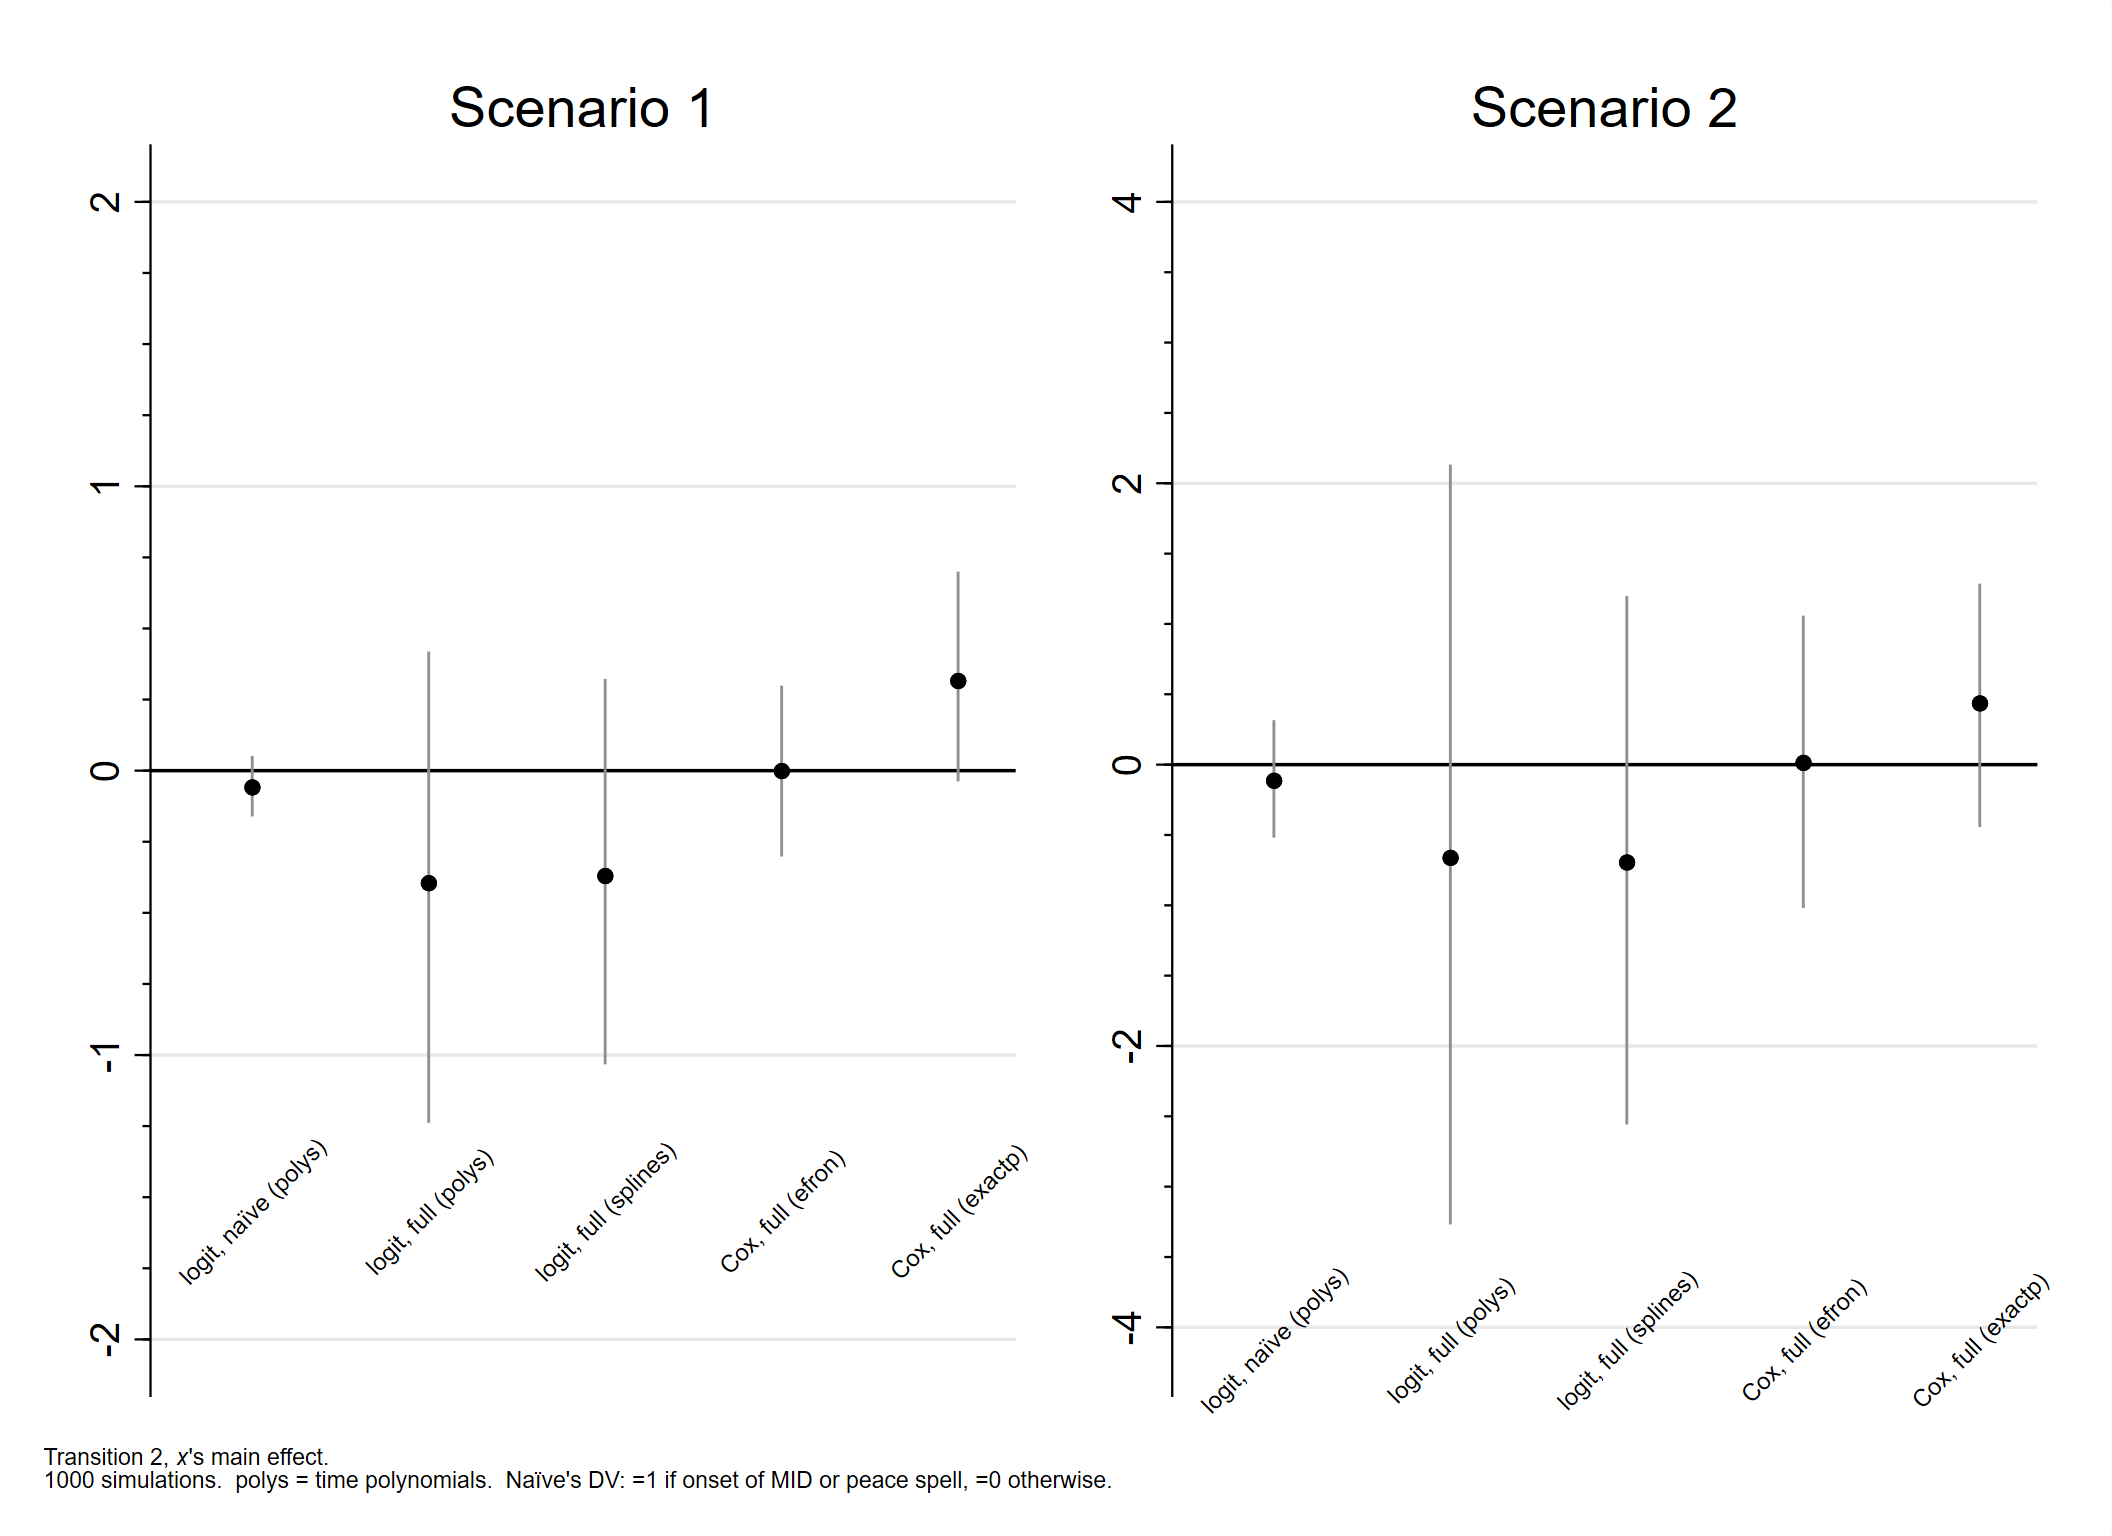 Scenario 1
2
1
0
-1
-2
logit, naïve (polys)
logit, full (polys)
logit, full (splines)
Cox, full (efron)
Cox, full (exactp)
Scenario 2
4
2
0
-2
-4
logit, naïve (polys)
logit, full (polys)
logit, full (splines)
Cox, full (efron)
Cox, full (exactp)
Transition 2, x's main effect.
1000 simulations.  polys = time polynomials.  Naïve's DV: =1 if onset of MID or peace spell, =0 otherwise.